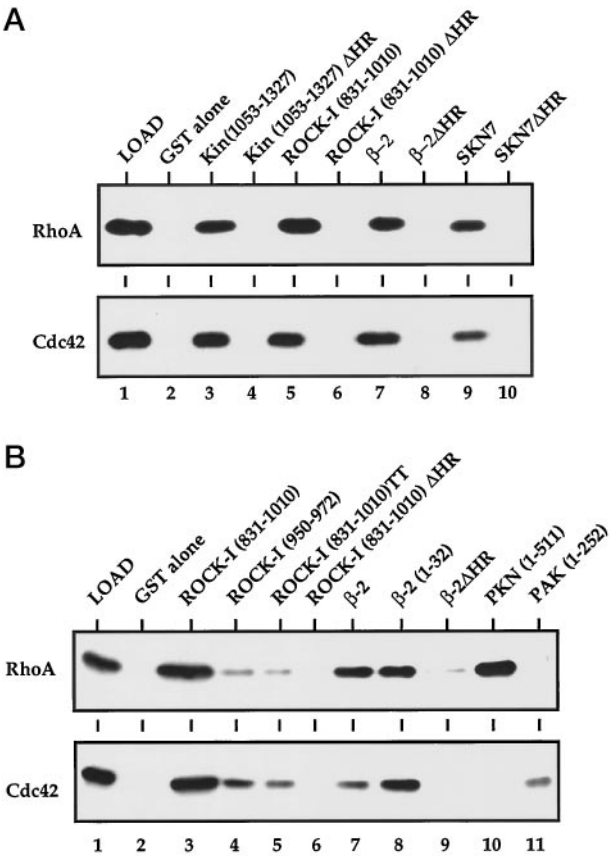 A
LOAD
GST alone
Kin(1053-1327)
Kin (1053-1327) ΔHR
ROCK-I (831-1010)
ROCK-I (831-1010) ΔHR
β-2
β-2ΔHR
SKN7
SKN7ΔHR
RhoA
Cdc42
1 2 3 4 5 6 7 8 9 10
B
LOAD
GST alone
ROCK-I (831-1010)
ROCK-I (950-972)
ROCK-I (831-1010)TT
ROCK-I (831-1010) ΔHR
β-2
β-2 (1-32)
β-2ΔHR
PKN (1-511)
PAK (1-252)
RhoA
Cdc42
1 2 3 4 5 6 7 8 9 10 11